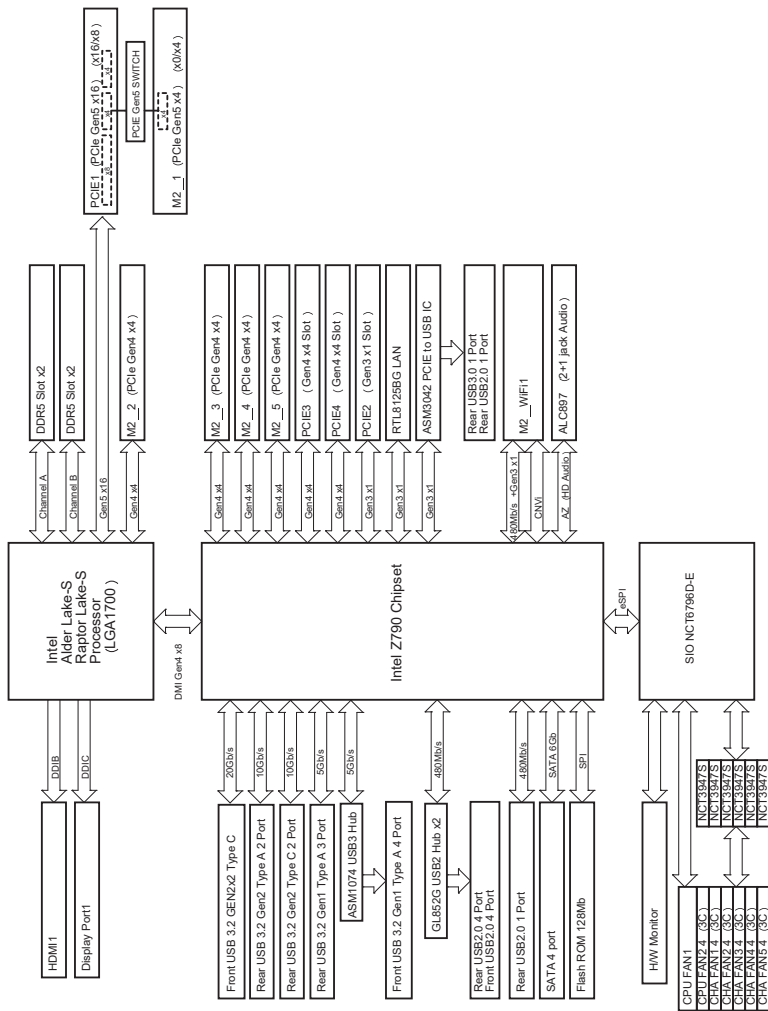 PCIE1 (PCIe Gen5 x16) (x16/x8)
x8
x4
x4
PCIE Gen5 SWITCH
M2_1 (PCIe Gen5 x4) (x0/x4)
x4
DDR5 Slot x2
DDR5 Slot x2
M2_2 (PCIe Gen4 x4)
Channel A
Channel B
Gen5 x16
Gen4 x4
Intel
Alder Lake-S
Raptor Lake-S
Processor
(LGA1700)
DDIB
DDIC
HDMI1
Display Port1
DMI Gen4 x8
M2_3 (PCIe Gen4 x4)
M2_4 (PCIe Gen4 x4)
M2_5 (PCIe Gen4 x4)
PCIE3 (Gen4 x4 Slot)
PCIE4 (Gen4 x4 Slot)
PCIE2 (Gen3 x1 Slot)
RTL8125BG LAN
ASM3042 PCIE to USB IC
Rear USB3.0 1 Port
Rear USB2.0 1 Port
M2_WiFi1
ALC897 (2+1 jack Audio)
Gen4 x4
Gen4 x4
Gen4 x4
Gen4 x4
Gen4 x4
Gen3 x1
Gen3 x1
Gen3 x1
480Mb/s +Gen3 x1
CNVi
AZ (HD Audio)
Intel Z790 Chipset
20Gb/s
10Gb/s
10Gb/s
5Gb/s
5Gb/s
480Mb/s
480Mb/s
SATA 6Gb
SPI
Front USB 3.2 GEN2x2 Type C
Rear USB 3.2 Gen2 Type A 2 Port
Rear USB 3.2 Gen2 Type C 2 Port
Rear USB 3.2 Gen1 Type A 3 Port
ASM1074 USB3 Hub
Front USB 3.2 Gen1 Type A 4 Port
GL852G USB2 Hub x2
Rear USB2.0 4 Port
Front USB2.0 4 Port
Rear USB2.0 1 Port
SATA 4 port
Flash ROM 128Mb
eSPI
SIO NCT6796D-E
H/W Monitor
NCT3947S
NCT3947S
NCT3947S
NCT3947S
NCT3947S
NCT3947S
CPU FAN1
CPU FAN2 4 (3C)
CHA FAN1 4 (3C)
CHA FAN2 4 (3C)
CHA FAN3 4 (3C)
CHA FAN4 4 (3C)
CHA FAN5 4 (3C)